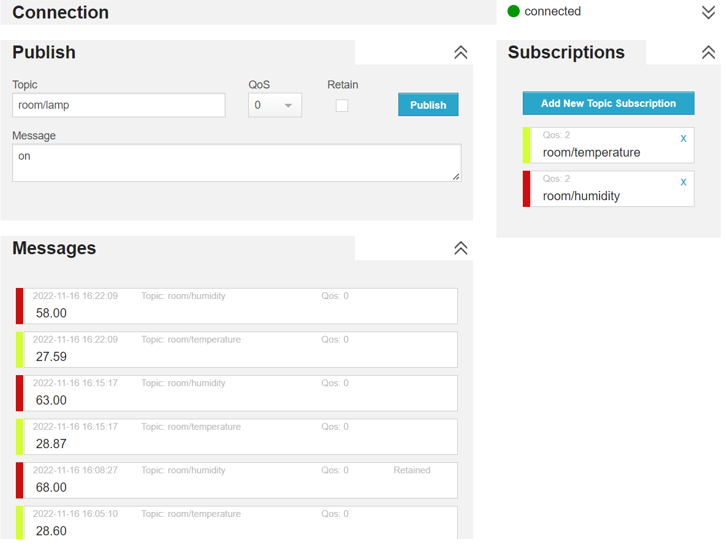 Connection
connected
Publish
Topic
QoS
Retain
room/lamp
0
Publish
Message
on
Subscriptions
Add New Topic Subscription
Qos: 2
x
room/temperature
Qos: 2
x
room/humidity
Messages
2022-11-16 16:22:09 Topic: room/humidity Qos: 0
58.00
2022-11-16 16:22:09 Topic: room/temperature Qos: 0
27.59
2022-11-16 16:15:17 Topic: room/humidity Qos: 0
63.00
2022-11-16 16:15:17 Topic: room/temperature Qos: 0
28.87
2022-11-16 16:08:27 Topic: room/humidity Qos: 0 Retained
68.00
2022-11-16 16:05:10 Topic: room/temperature Qos: 0
28.60